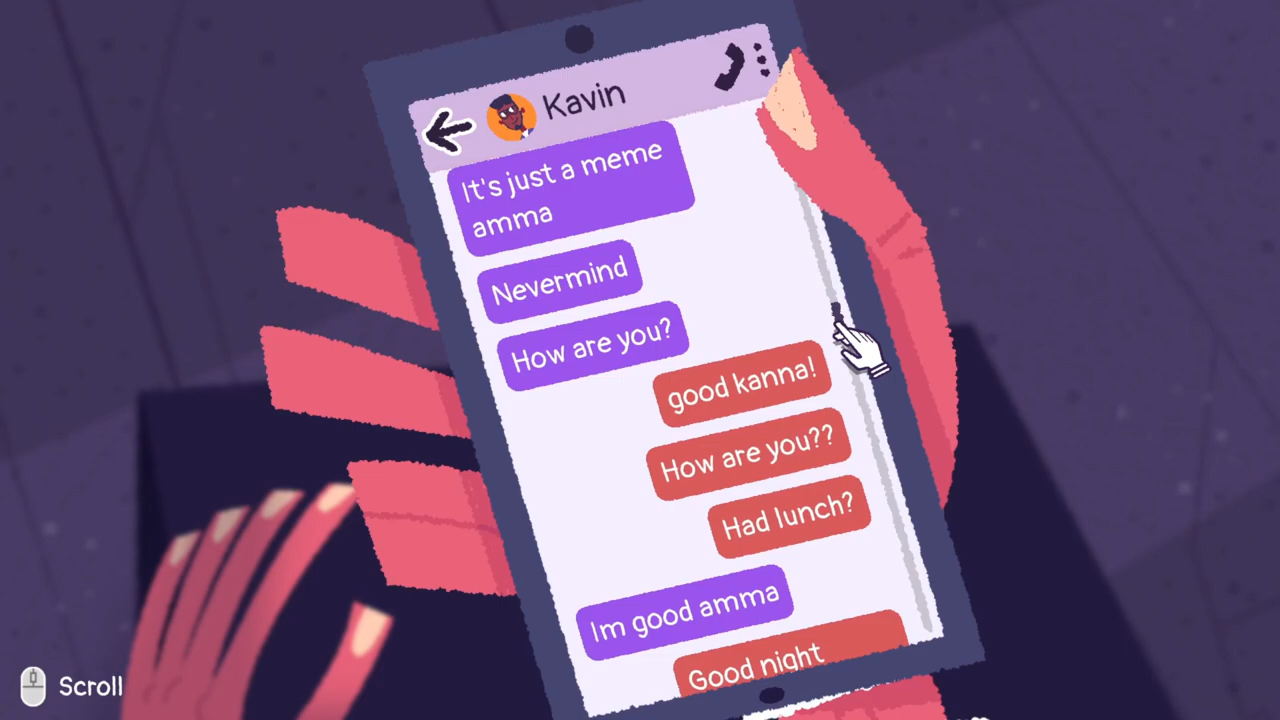 Kavin
It's just a meme
amma
Nevermind
How are you?
good kanna!
How are you??
Had lunch?
Im good amma
Good night
Scroll